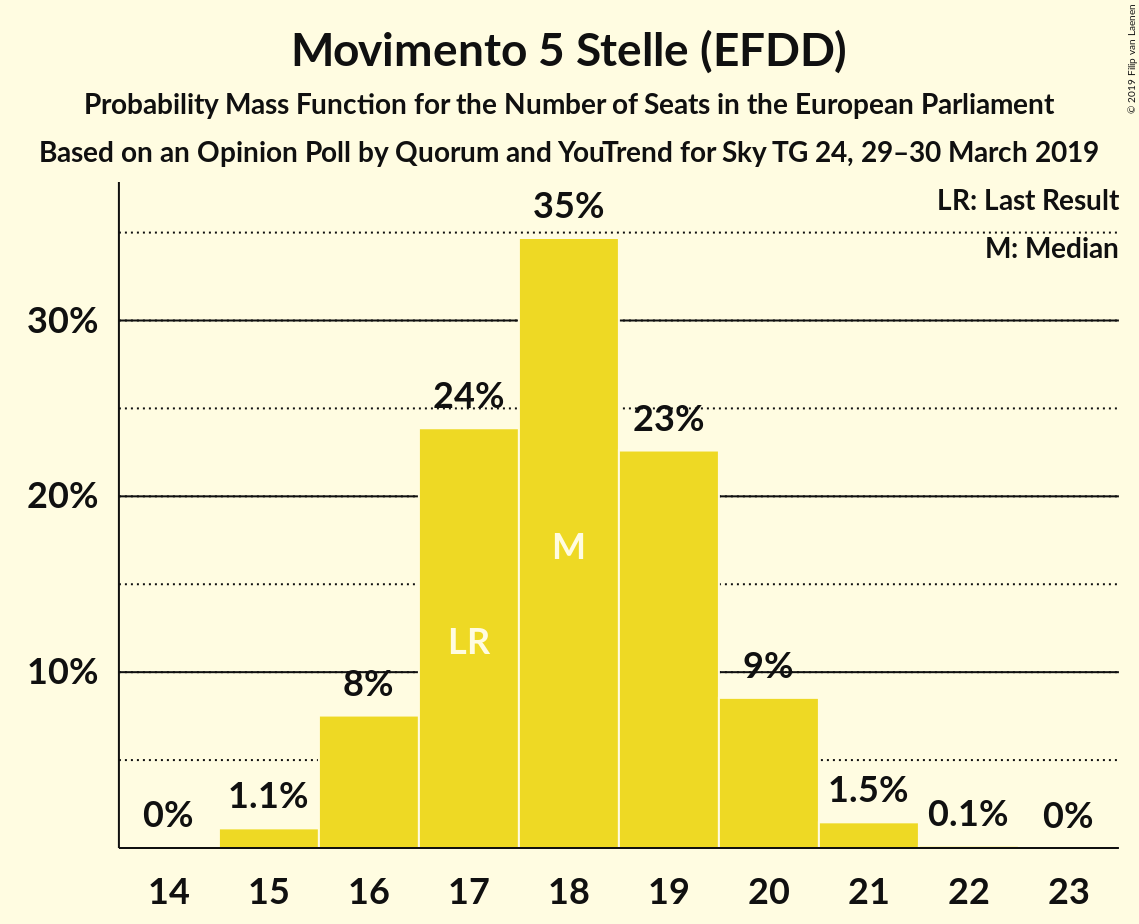 Movimento 5 Stelle (EFDD)
Probability Mass Function for the Number of Seats in the European Parliament
Based on an Opinion Poll by Quorum and YouTrend for Sky TG 24, 29–30 March 2019
© 2019 Filip van Laenen
LR: Last Result
M: Median
30%
20%
10%
0%
1.1%
8%
24%
35%
23%
9%
1.5%
0.1%
0%
LR
M
14 15 16 17 18 19 20 21 22 23